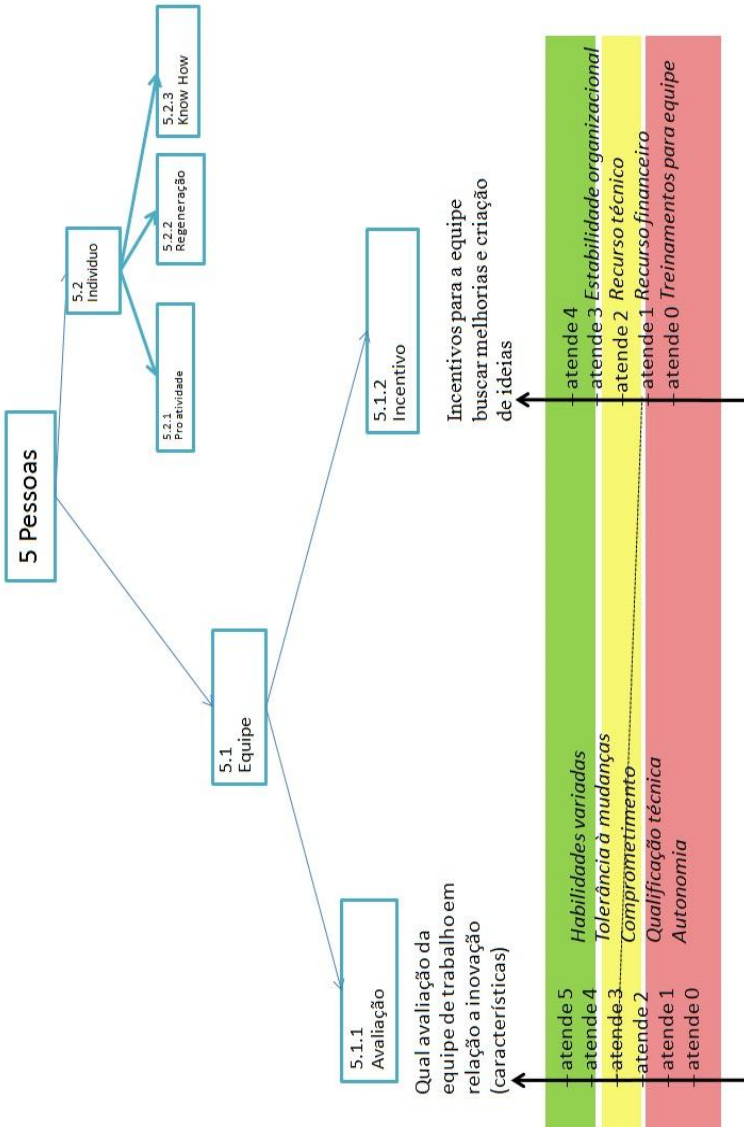 5 Pessoas
5.1
Equipe
5.2
Individuo
5.1.1
Avaliação
5.1.2
Incentivo
5.2.1
Pro atividade
5.2.2
Regeneração
5.2.3
Know How
Qual avaliação da
equipe de trabalho em
relação a inovação
(características)
atende 5
atende 4
atende 3
atende 2
atende 1
atende 0
Habilidades variadas
Tolerância à mudanças
Comprometimento
Qualificação técnica
Autonomia
Incentivos para a equipe
buscar melhorias e criação
de ideias
atende 4
atende 3
atende 2
atende 1
atende 0
Estabilidade organizacional
Recurso técnico
Recurso financeiro
Treinamentos para equipe